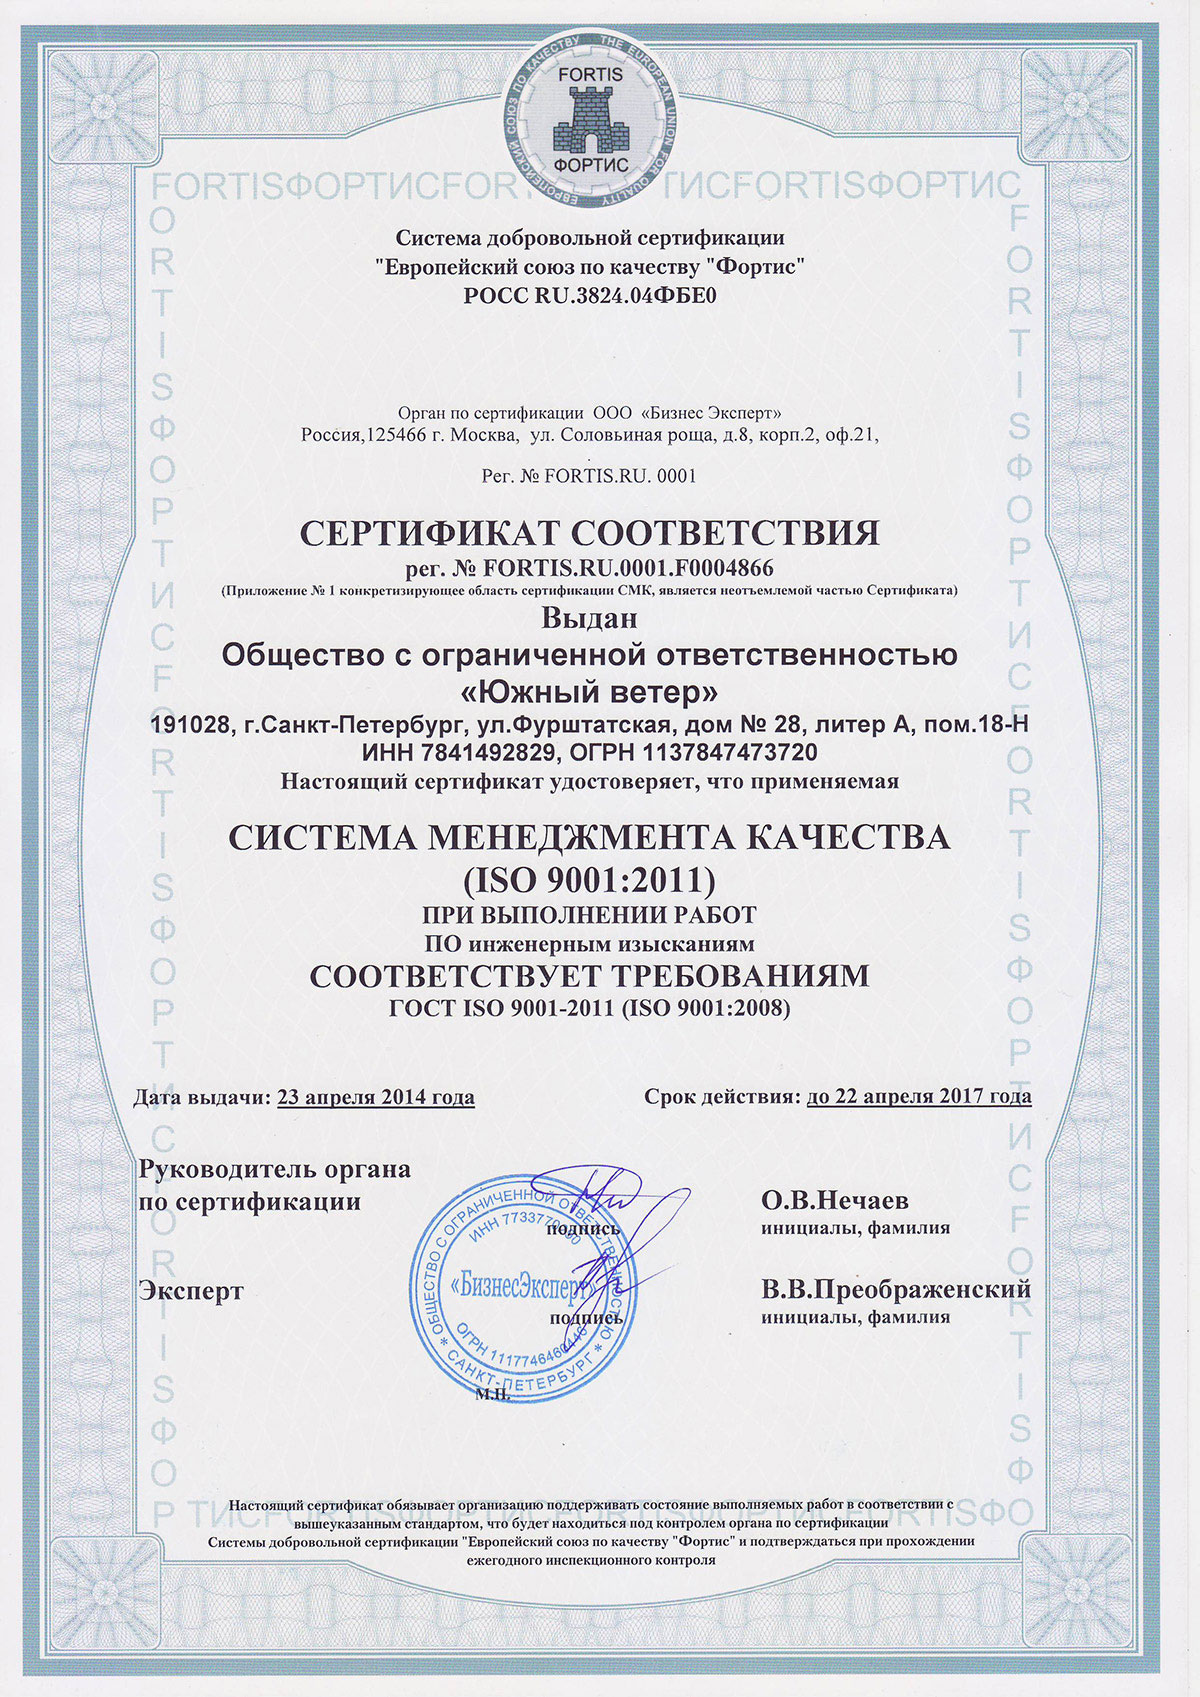 ЕВРОПЕЙСКИЙ СОЮЗ ПО КАЧЕСТВУ THE EUROPEAN UNION FOR QUALITY
FORTIS
ФОРТИС
Система добровольной сертификации
"Европейский союз по качеству "Фортис"
РОСС RU.3824.04ФБЕ0
Орган по сертификации ООО «Бизнес Эксперт»
Россия,125466 г. Москва, ул. Соловьиная роща, д.8, корп.2, оф.21,
Рег. № FORTIS.RU. 0001
СЕРТИФИКАТ СООТВЕТСТВИЯ
рег. № FORTIS.RU.0001.F0004866
(Приложение № 1 конкретизирующее область сертификации СМК, является неотъемлемой частью Сертификата)
Выдан
Общество с ограниченной ответственностью
«Южный ветер»
191028, г.Санкт-Петербург, ул.Фурштатская, дом № 28, литер А, пом.18-Н
ИНН 7841492829, ОГРН 1137847473720
Настоящий сертификат удостоверяет, что применяемая
СИСТЕМА МЕНЕДЖМЕНТА КАЧЕСТВА
(ISO 9001:2011)
ПРИ ВЫПОЛНЕНИИ РАБОТ
ПО инженерным изысканиям
СООТВЕТСТВУЕТ ТРЕБОВАНИЯМ
ГОСТ ISO 9001-2011 (ISO 9001:2008)
Дата выдачи: 23 апреля 2014 года
Срок действия: до 22 апреля 2017 года
Руководитель органа
по сертификации
подпись
О.В.Нечаев
инициалы, фамилия
Эксперт
подпись
В.В.Преображенский
инициалы, фамилия
ОБЩЕСТВО С ОГРАНИЧЕННОЙ ОТВЕТСТВЕННОСТЬЮ
ИНН
«БизнесЭксперт»
ОГРН
* САНКТ-ПЕТЕРБУРГ *
М.П.
Настоящий сертификат обязывает организацию поддерживать состояние выполняемых работ в соответствии с
вышеуказанным стандартом, что будет находиться под контролем органа по сертификации
Системы добровольной сертификации "Европейский союз по качеству "Фортис" и подтверждаться при прохождении
ежегодного инспекционного контроля